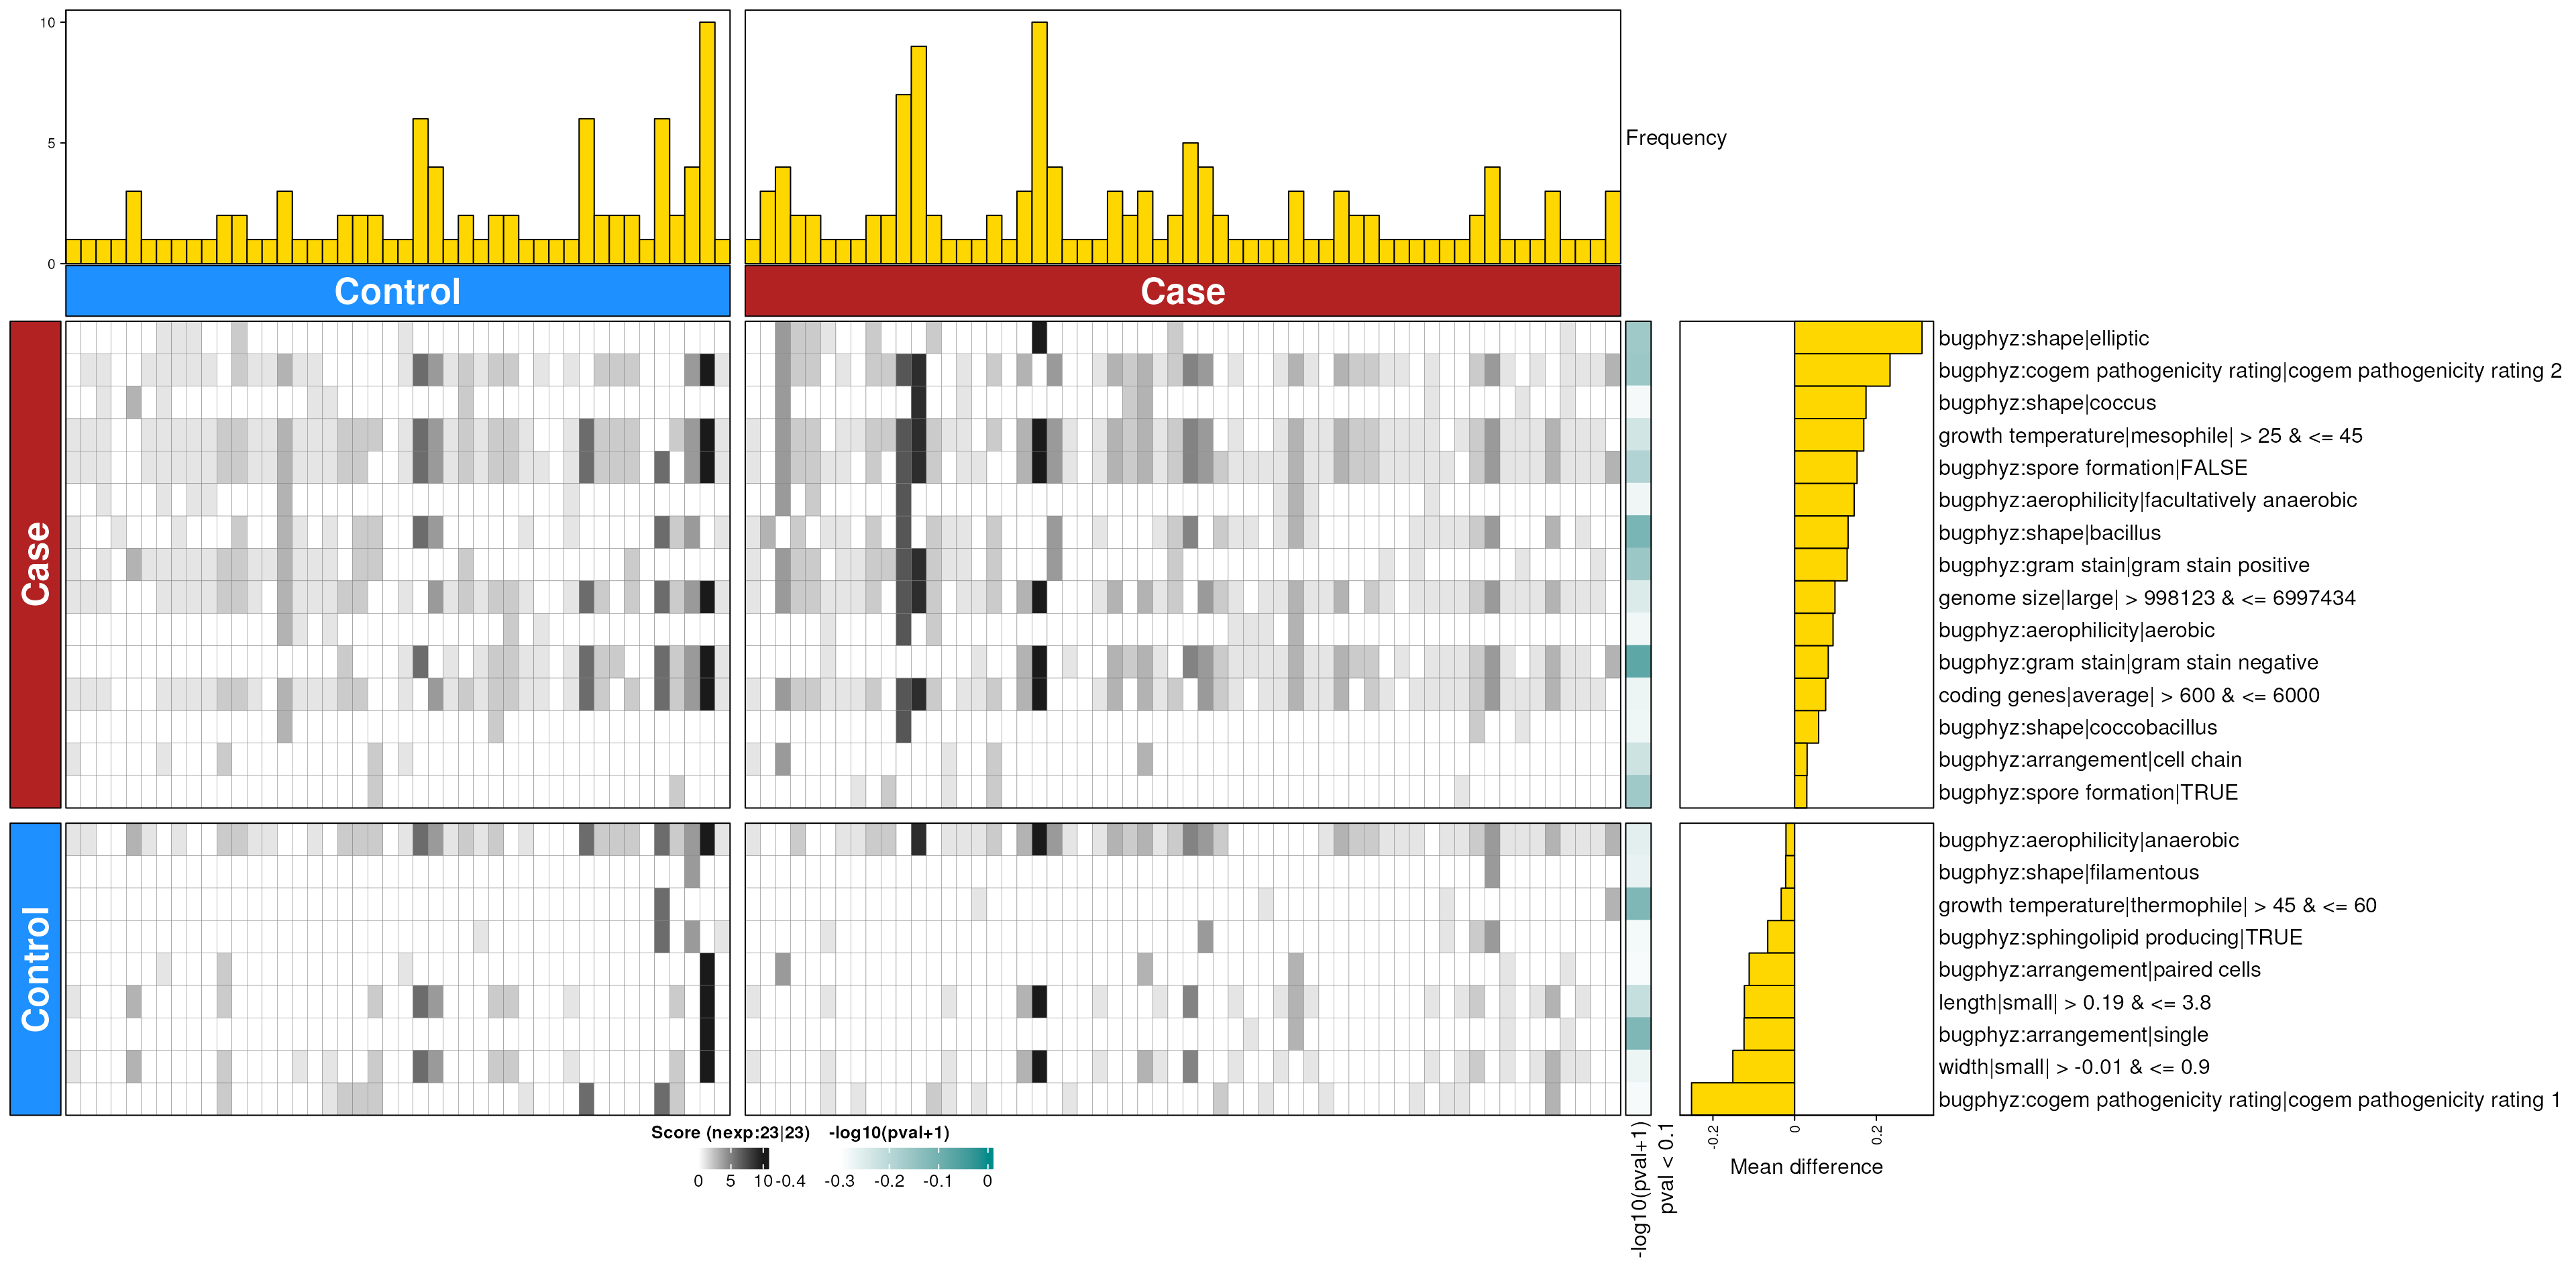 10
5
0
Frequency
Control
Case
Case
bugphyz:shape|elliptic
bugphyz:cogem pathogenicity rating|cogem pathogenicity rating 2
bugphyz:shape|coccus
growth temperature|mesophile| > 25 & <= 45
bugphyz:spore formation|FALSE
bugphyz:aerophilicity|facultatively anaerobic
bugphyz:shape|bacillus
bugphyz:gram stain|gram stain positive
genome size|large| > 998123 & <= 6997434
bugphyz:aerophilicity|aerobic
bugphyz:gram stain|gram stain negative
coding genes|average| > 600 & <= 6000
bugphyz:shape|coccobacillus
bugphyz:arrangement|cell chain
bugphyz:spore formation|TRUE
Control
bugphyz:aerophilicity|anaerobic
bugphyz:shape|filamentous
growth temperature|thermophile| > 45 & <= 60
bugphyz:sphingolipid producing|TRUE
bugphyz:arrangement|paired cells
length|small| > 0.19 & <= 3.8
bugphyz:arrangement|single
width|small| > -0.01 & <= 0.9
bugphyz:cogem pathogenicity rating|cogem pathogenicity rating 1
Score (nexp:23|23)
0 5 10
-log10(pval+1)
-0.4 -0.3 -0.2 -0.1 0
-log10(pval+1)
pval < 0.1
-0.2 0 0.2
Mean difference